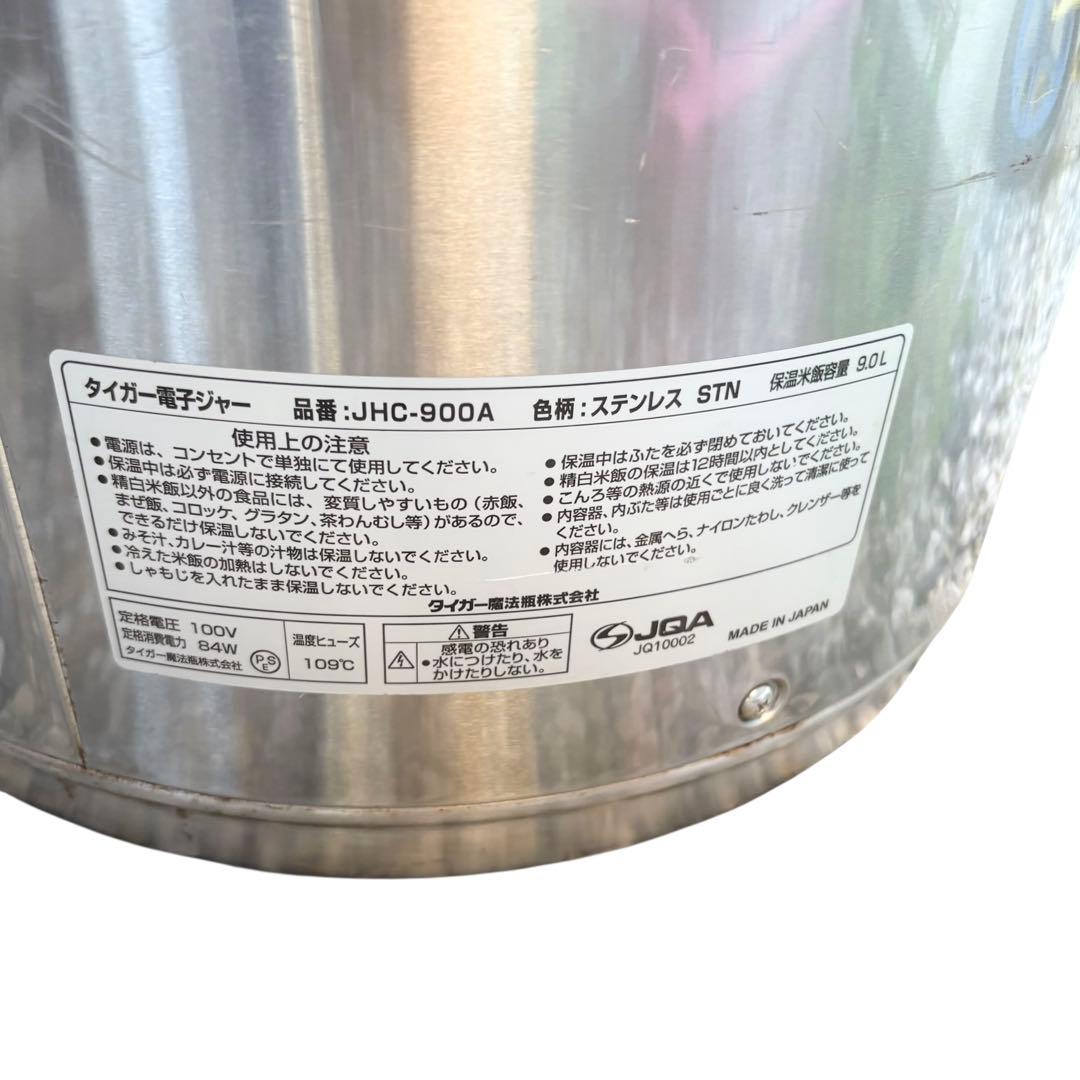 タイガー電子ジャー 品番:JHC-900A 色柄:ステンレス STN 保温米飯容量 9.0L
使用上の注意
●電源は、コンセントで単独にて使用してください。
●保温中は必ず電源に接続してください。
●精白米飯以外の食品には、変質しやすいもの(赤飯、
まぜ飯、コロッケ、グラタン、茶わんむし等)があるので、
できるだけ保温しないでください。
●みそ汁、カレー汁等の汁物は保温しないでください。
●冷えた米飯の加熱はしないでください。
●しゃもじを入れたまま保温しないでください。
●保温中はふたを必ず閉めておいてください。
●精白米飯の保温は12時間以内としてください。
●こんろ等の熱源の近くで使用しないでください。
●内容器、内ぶた等は使用ごとに良く洗って清潔に使って
ください。
●内容器には、金属へら、ナイロンたわし、クレンザー等を
使用しないでください。
タイガー魔法瓶株式会社
定格電圧 100V
定格消費電力 84W
タイガー魔法瓶株式会社
PSE
温度ヒューズ
109℃
⚠警告
感電の恐れあり
●水につけたり、水を
かけたりしない。
JQA
JQ10002
MADE IN JAPAN